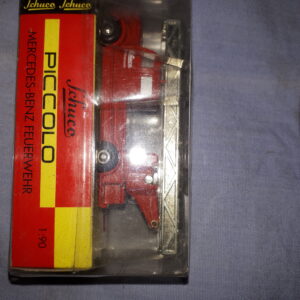 Schuco Schuco
Schuco
PICCOLO
MERCEDES-BENZ FEUERWEHR
1:90